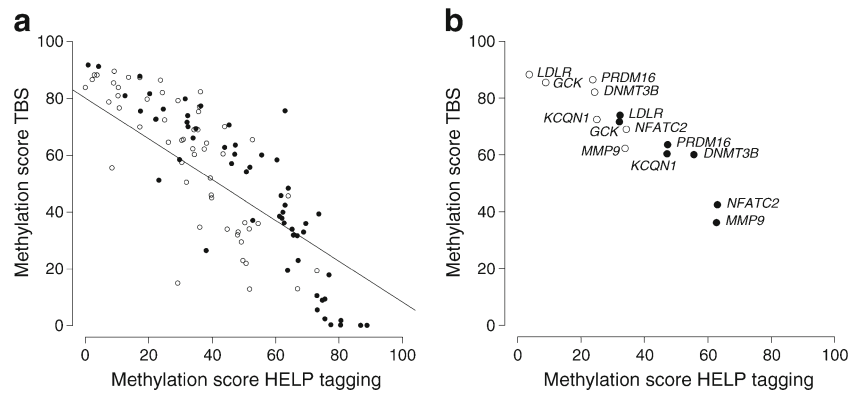 a
100
80
60
40
20
0
Methylation score TBS
0 20 40 60 80 100
Methylation score HELP tagging
b
100
80
60
40
20
0
Methylation score TBS
LDLR
GCK
PRDM16
DNMT3B
KCQN1
LDLR
GCK
NFATC2
MMP9
PRDM16
KCQN1
DNMT3B
NFATC2
MMP9
0 20 40 60 80 100
Methylation score HELP tagging